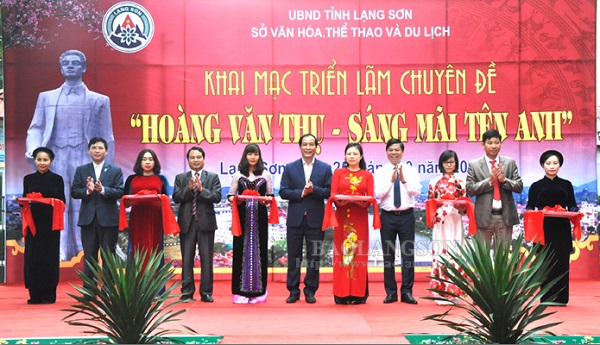 LẠNG SƠN
UBND TỈNH LẠNG SƠN
SỞ VĂN HÓA, THỂ THAO VÀ DU LỊCH
KHAI MẠC TRIỂN LÃM CHUYÊN ĐỀ
"HOÀNG VĂN THỤ - SÁNG MÃI TÊN ANH"
BAOLANGSON